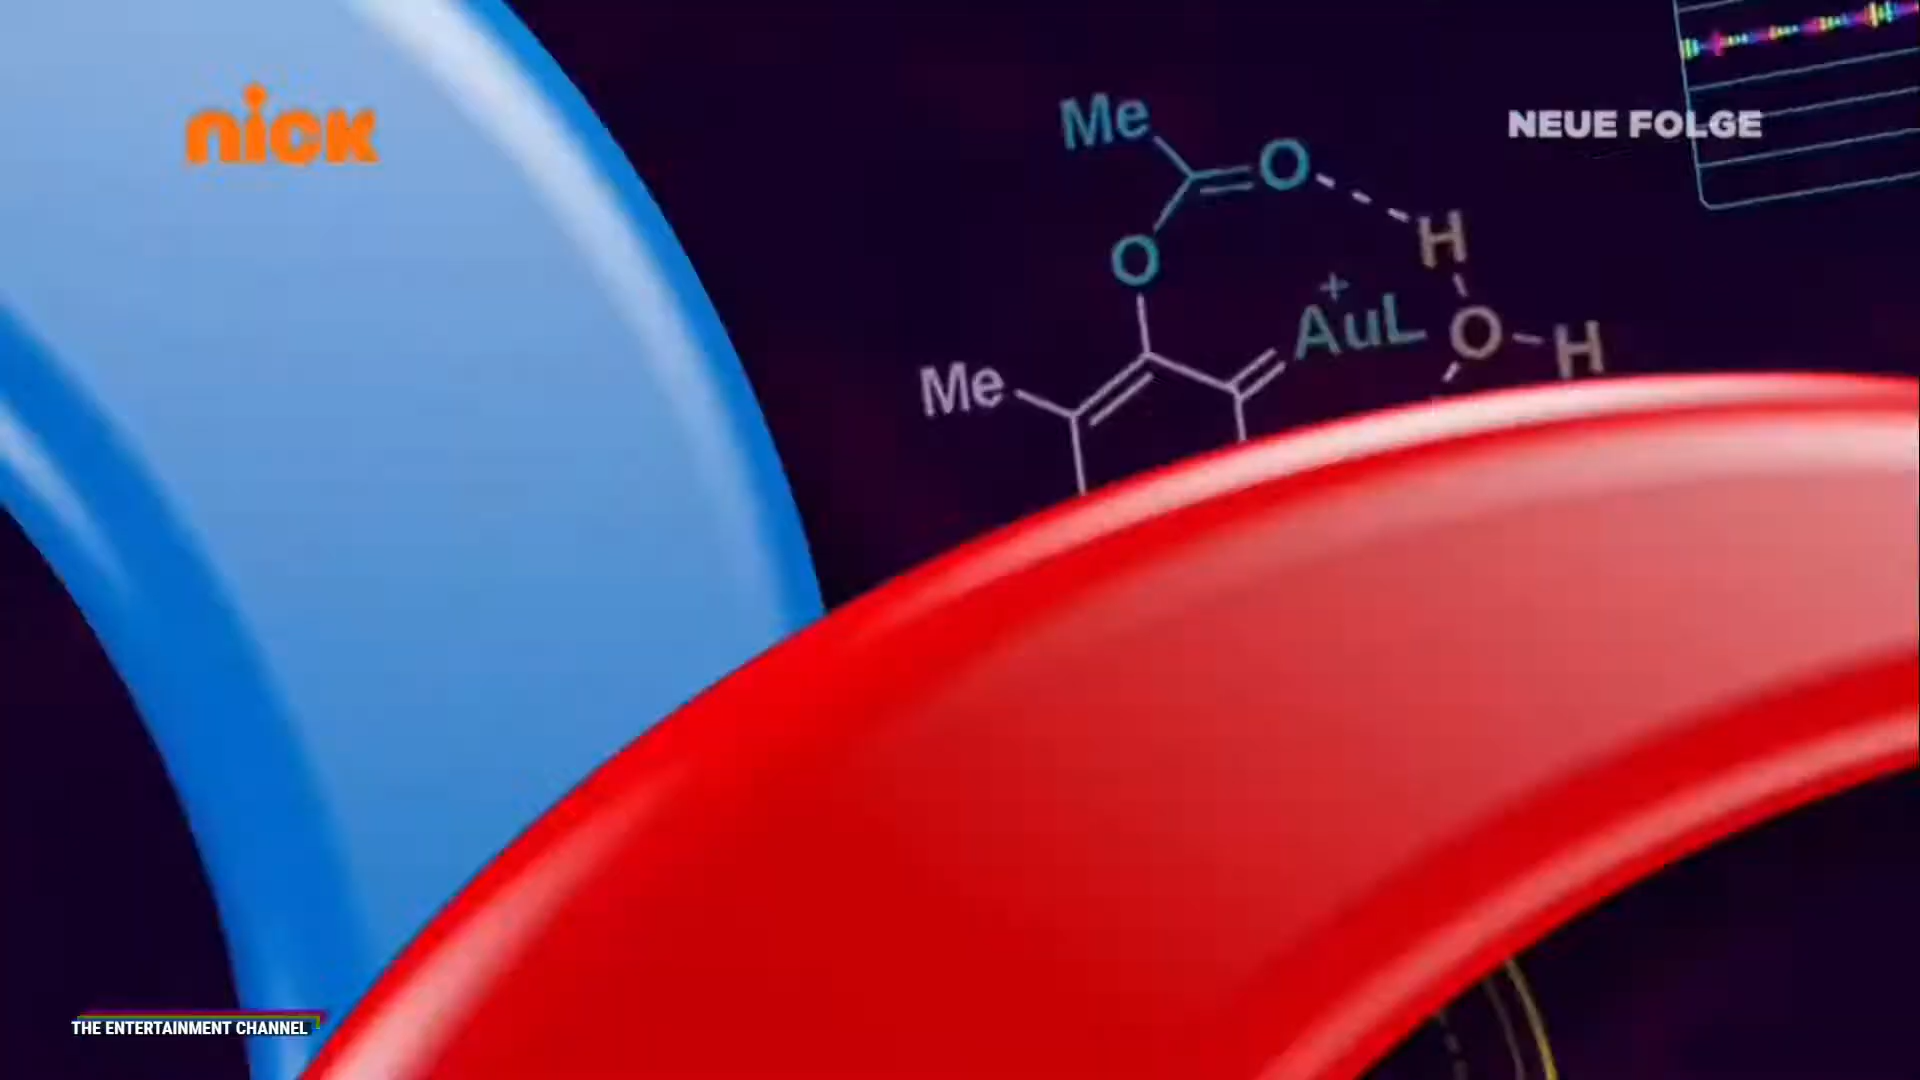 nick
NEUE FOLGE
Me
O
H
O
+
AuL
O
H
Me
THE ENTERTAINMENT CHANNEL